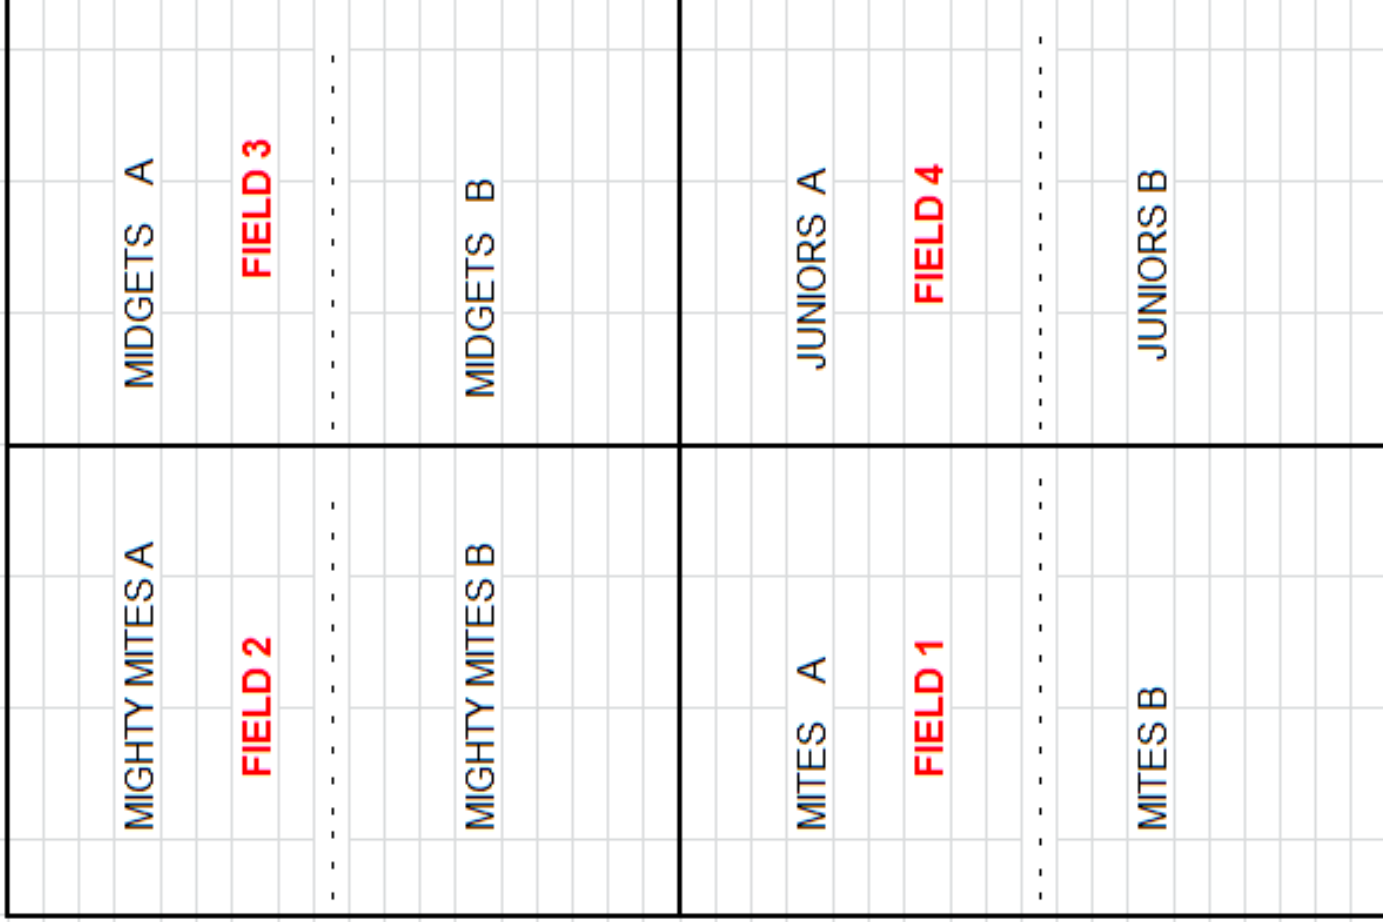 MIDGETS A
FIELD 3
MIDGETS B
JUNIORS A
FIELD 4
JUNIORS B
MIGHTY MITES A
FIELD 2
MIGHTY MITES B
MITES A
FIELD 1
MITES B